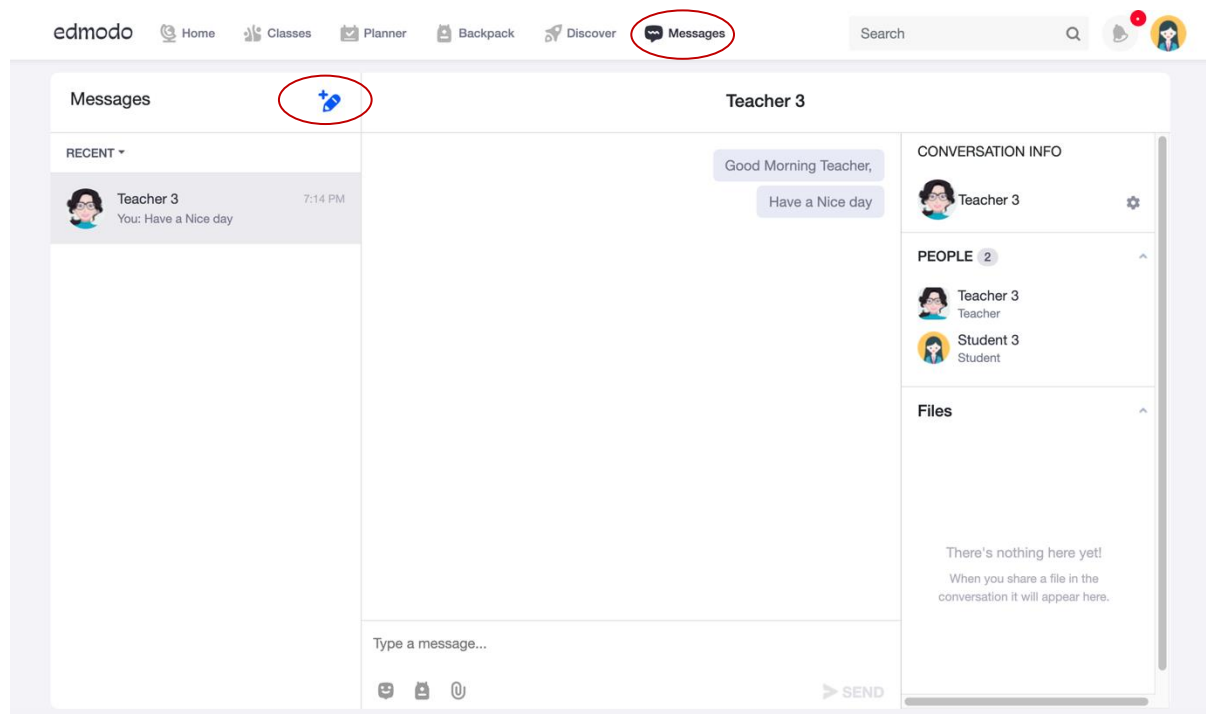 edmodo Home Classes Planner Backpack Discover Messages Search
Messages
Teacher 3
RECENT
Teacher 3 7:14 PM
You: Have a Nice day
Good Morning Teacher,
Have a Nice day
Type a message...
SEND
CONVERSATION INFO
Teacher 3
PEOPLE 2
Teacher 3
Teacher
Student 3
Student
Files
There's nothing here yet!
When you share a file in the
conversation it will appear here.